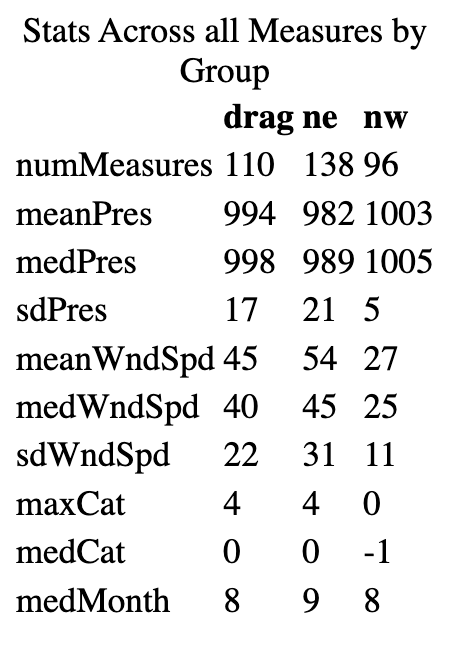 Stats Across all Measures by
Group
drag ne nw
numMeasures 110 138 96
meanPres 994 982 1003
medPres 998 989 1005
sdPres 17 21 5
meanWndSpd 45 54 27
medWndSpd 40 45 25
sdWndSpd 22 31 11
maxCat 4 4 0
medCat 0 0 -1
medMonth 8 9 8